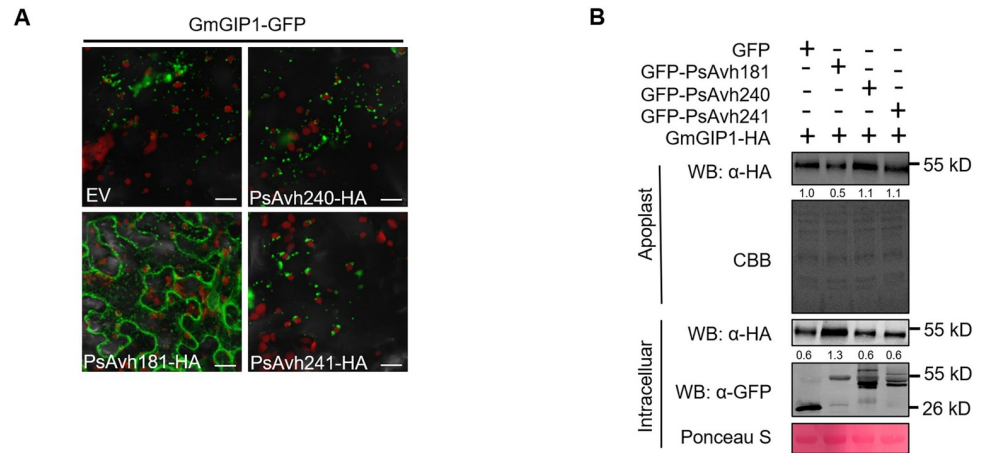 A
GmGIP1-GFP
EV
PsAvh240-HA
PsAvh181-HA
PsAvh241-HA
B
GFP + - - -
GFP-PsAvh181 - + - -
GFP-PsAvh240 - - + -
GFP-PsAvh241 - - - +
GmGIP1-HA + + + +
Apoplast
WB: α-HA
55 kD
1.0 0.5 1.1 1.1
CBB
Intracelluar
WB: α-HA
55 kD
0.6 1.3 0.6 0.6
WB: α-GFP
55 kD
26 kD
Ponceau S